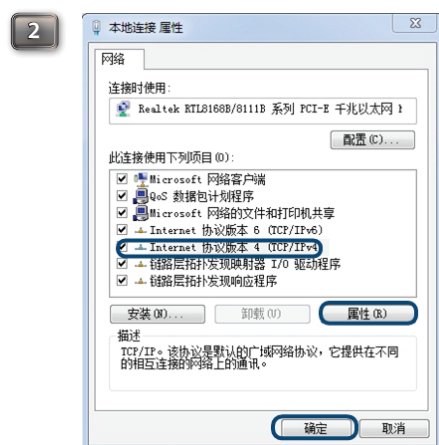 2
本地连接 属性
网络
连接时使用:
Realtek RTL8168B/8111B 系列 PCI-E 千兆以太网
配置(C)...
此连接使用下列项目(O):
Microsoft 网络客户端
QoS 数据包计划程序
Microsoft 网络的文件和打印机共享
Internet 协议版本 6 (TCP/IPv6)
Internet 协议版本 4 (TCP/IPv4)
链路层拓扑发现映射器 I/O 驱动程序
链路层拓扑发现响应程序
安装(N)... 卸载(U) 属性(R)
描述
TCP/IP。该协议是默认的广域网络协议，它提供在不同
的相互连接的网络上的通讯。
确定 取消